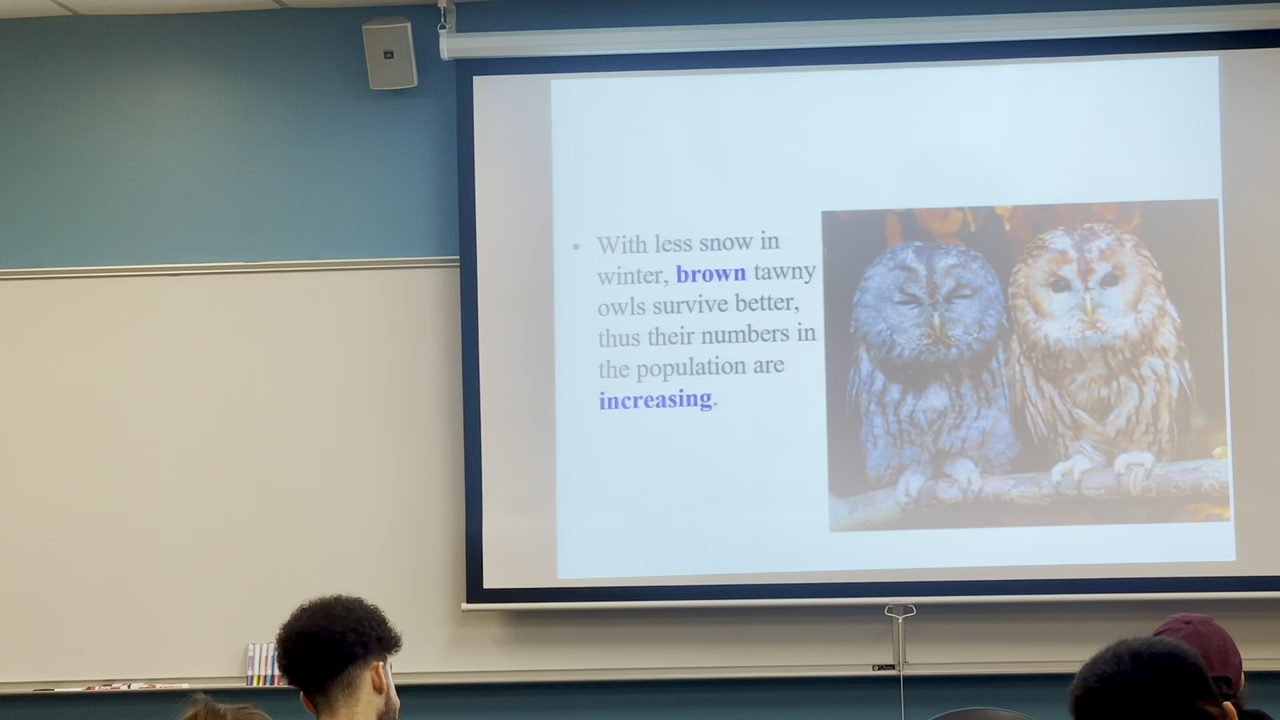 • With less snow in
winter, brown tawny
owls survive better,
thus their numbers in
the population are
increasing.